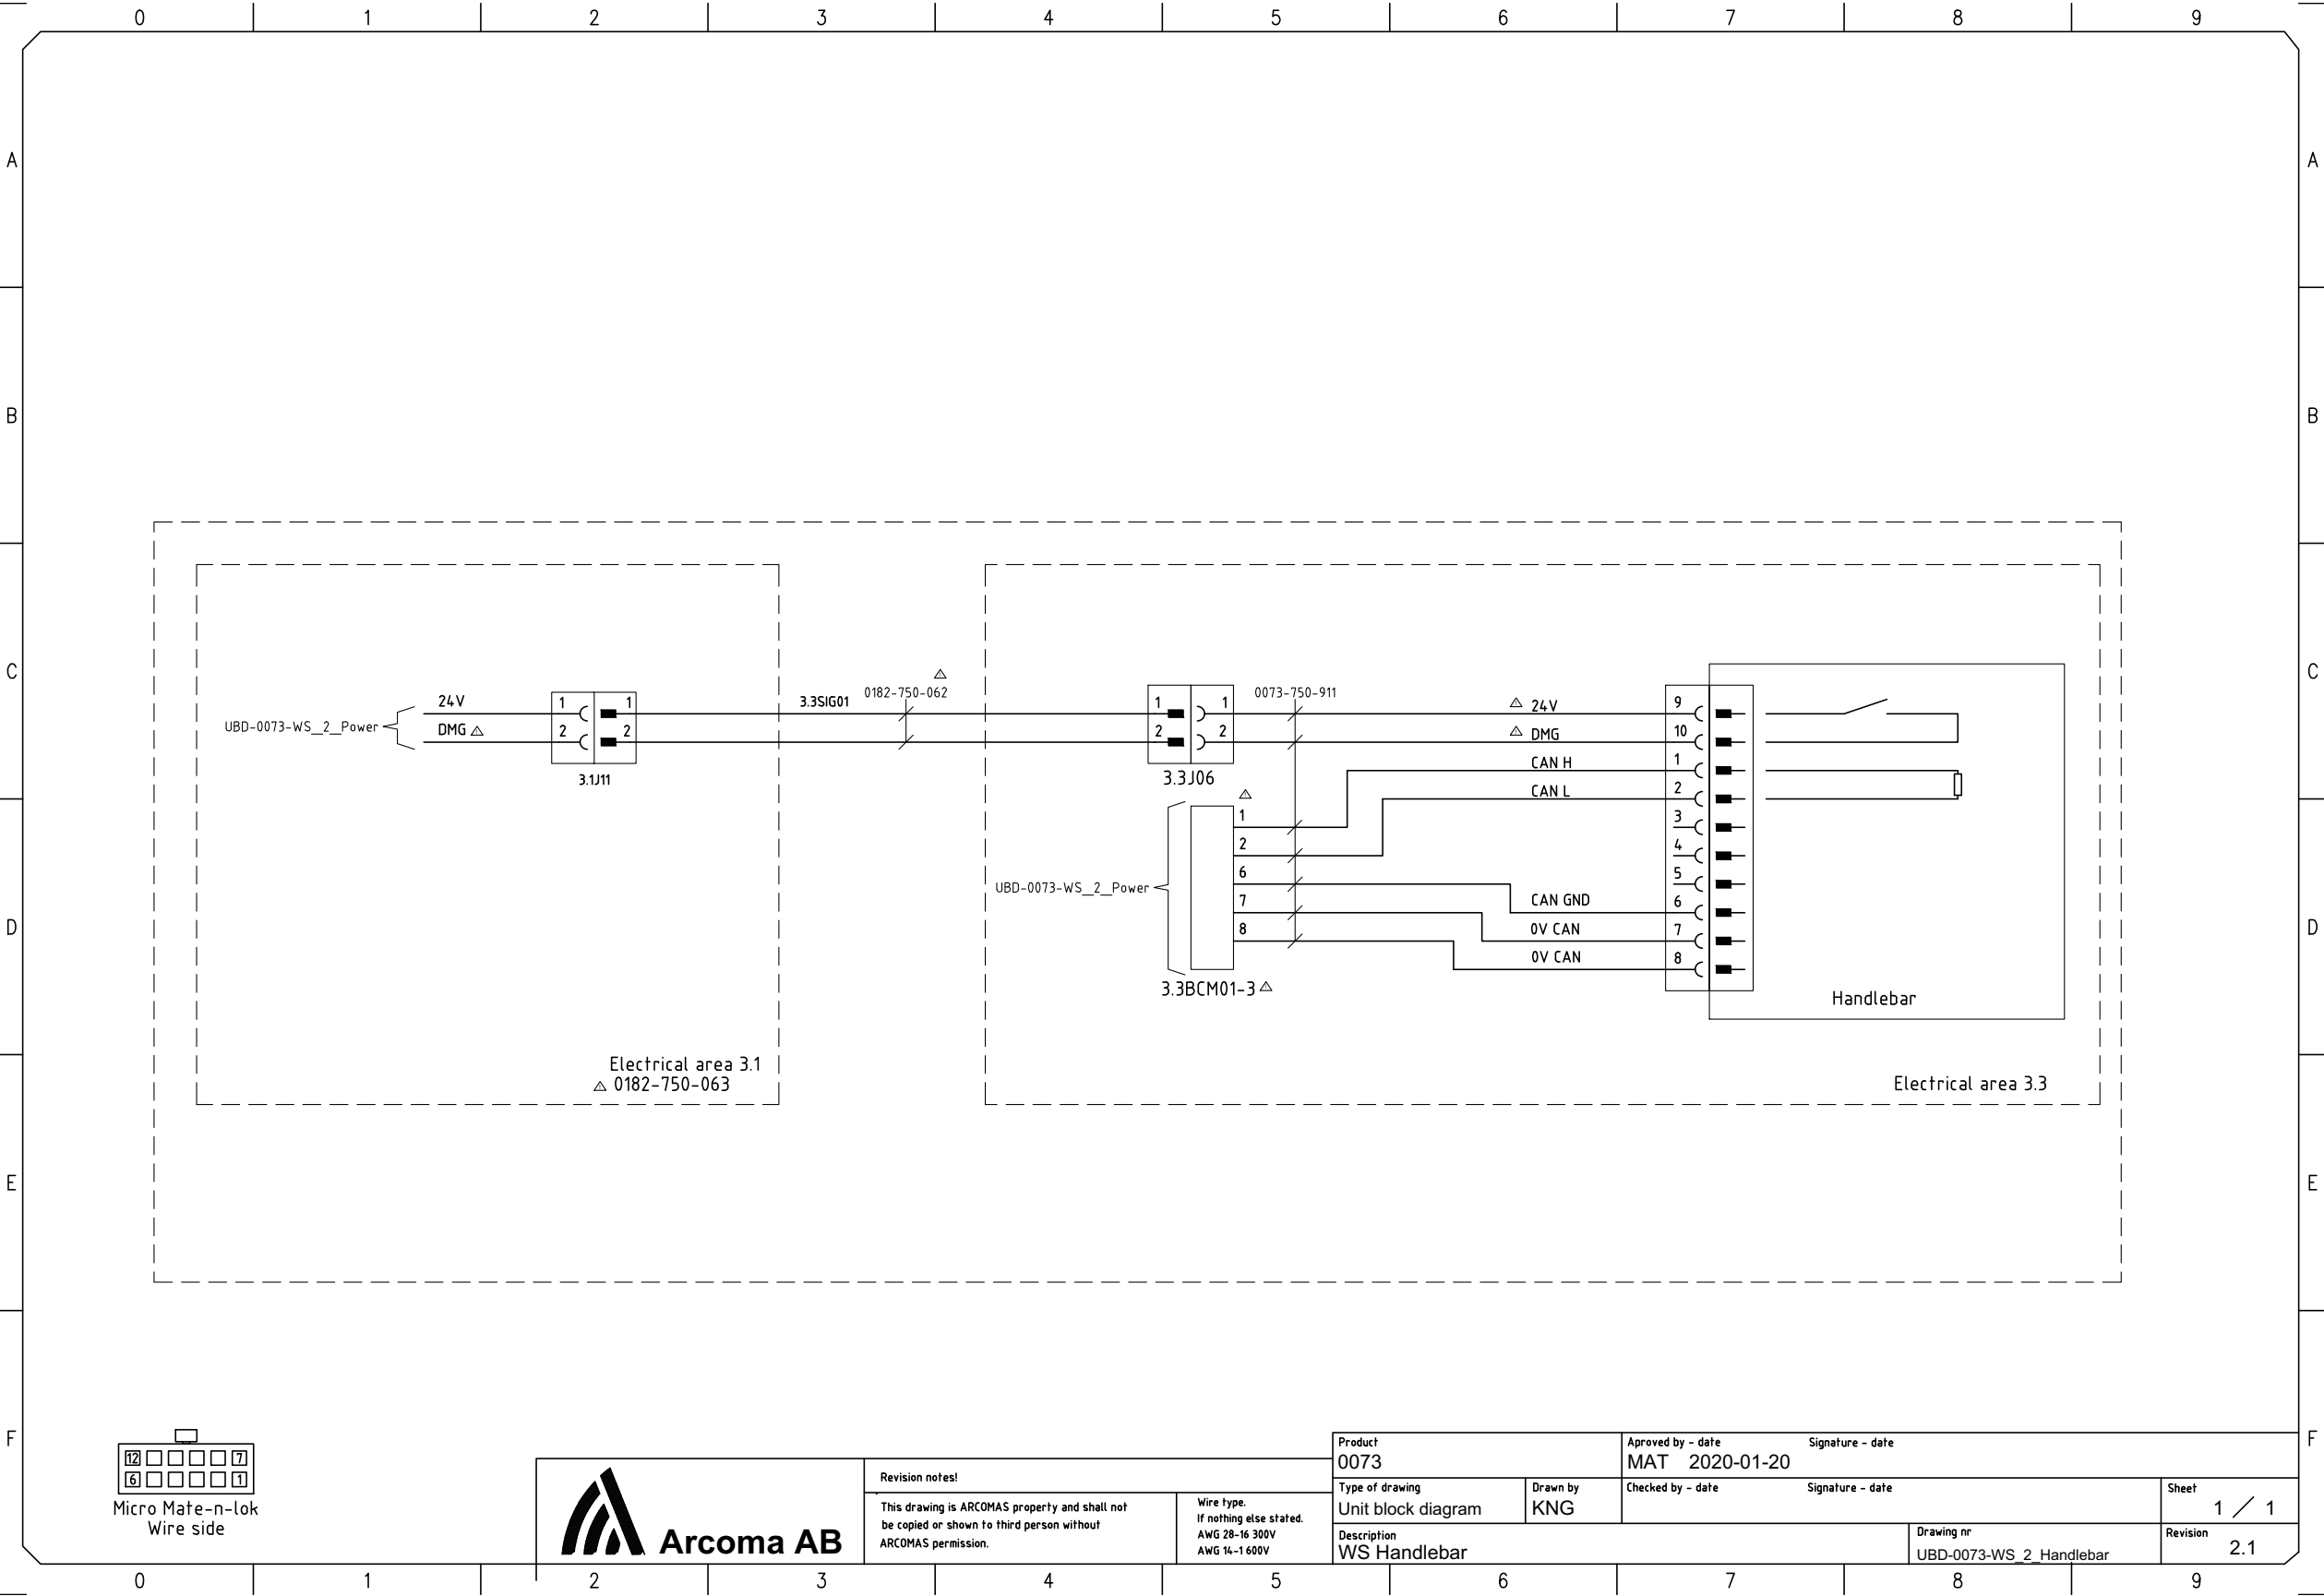 0 1 2 3 4 5 6 7 8 9
A A
B B
C C
24V
DMG
UBD-0073-WS_2_Power
1 1
2 2
3.1J11
3.3SIG01
0182-750-062
1 1
2 2
3.3J06
0073-750-911
24V
DMG
CAN H
CAN L
9
10
1
2
3
4
5
6
7
8
1
2
6
7
8
UBD-0073-WS_2_Power
CAN GND
0V CAN
0V CAN
3.3BCM01-3
Handlebar
D D
Electrical area 3.1
0182-750-063
Electrical area 3.3
E E
F F
12 7
6 1
Micro Mate-n-lok
Wire side
Arcoma AB
Revision notes!
This drawing is ARCOMAS property and shall not
be copied or shown to third person without
ARCOMAS permission.
Wire type.
If nothing else stated.
AWG 28-16 300V
AWG 14-1 600V
Product
0073
Aproved by - date Signature - date
MAT 2020-01-20
Type of drawing
Unit block diagram
Drawn by
KNG
Checked by - date Signature - date
Sheet
1 / 1
Description
WS Handlebar
Drawing nr
UBD-0073-WS_2_Handlebar
Revision
2.1
0 1 2 3 4 5 6 7 8 9